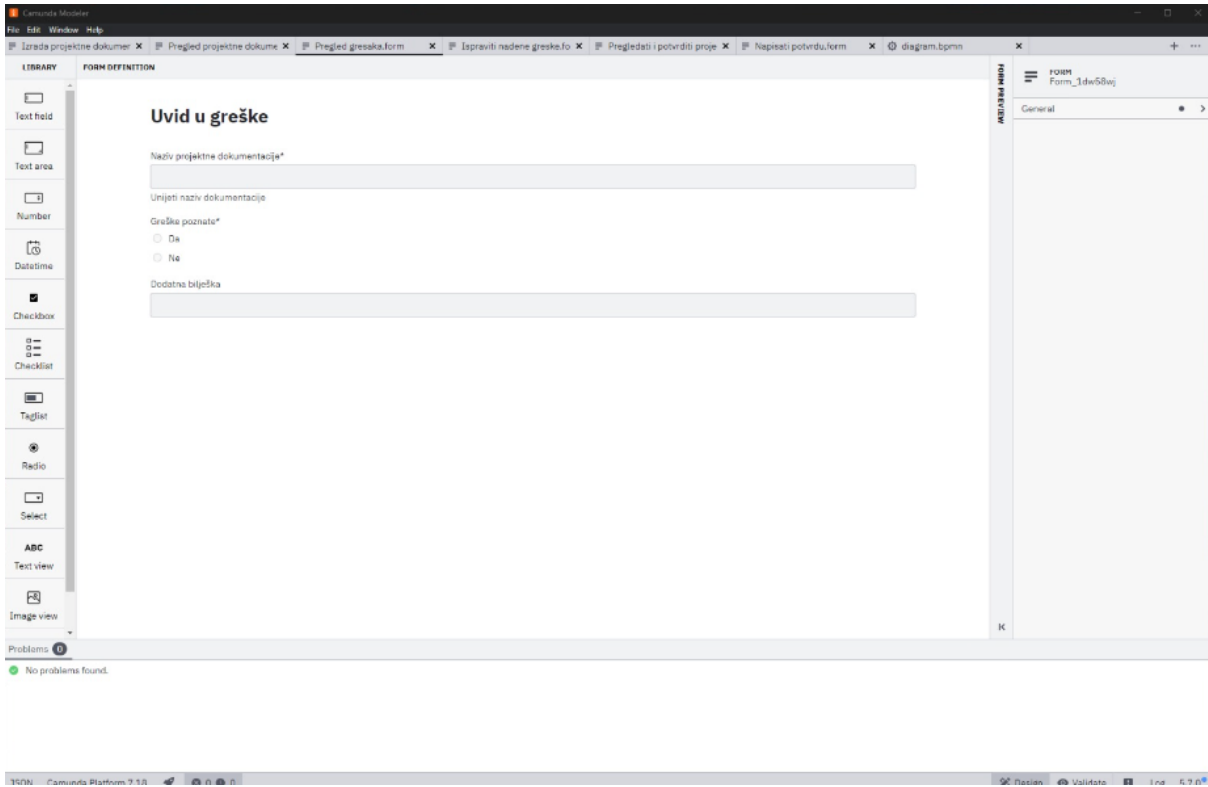 Camunda Modeler
File Edit Window Help
Izrada projektne dokumer
Pregled projektne dokume
Pregled gresaka.form
Ispraviti nadene greske.fo
Pregledati i potvrditi proje
Napisati potvrdu.form
diagram.bpmn
LIBRARY
FORM DEFINITION
Text field
Text area
Number
Datetime
Checkbox
Checklist
Taglist
Radio
Select
ABC
Text view
Image view
Uvid u greške
Naziv projektne dokumentacije*
Unijeti naziv dokumentacije
Greške poznate*
Da
Ne
Dodatna bilješka
FORM PREVIEW
FORM
Form_1dw58wj
General
Problems 0
No problems found.
JSON Camunda Platform 7.18 0 0
Design Validate Log 5.7.0